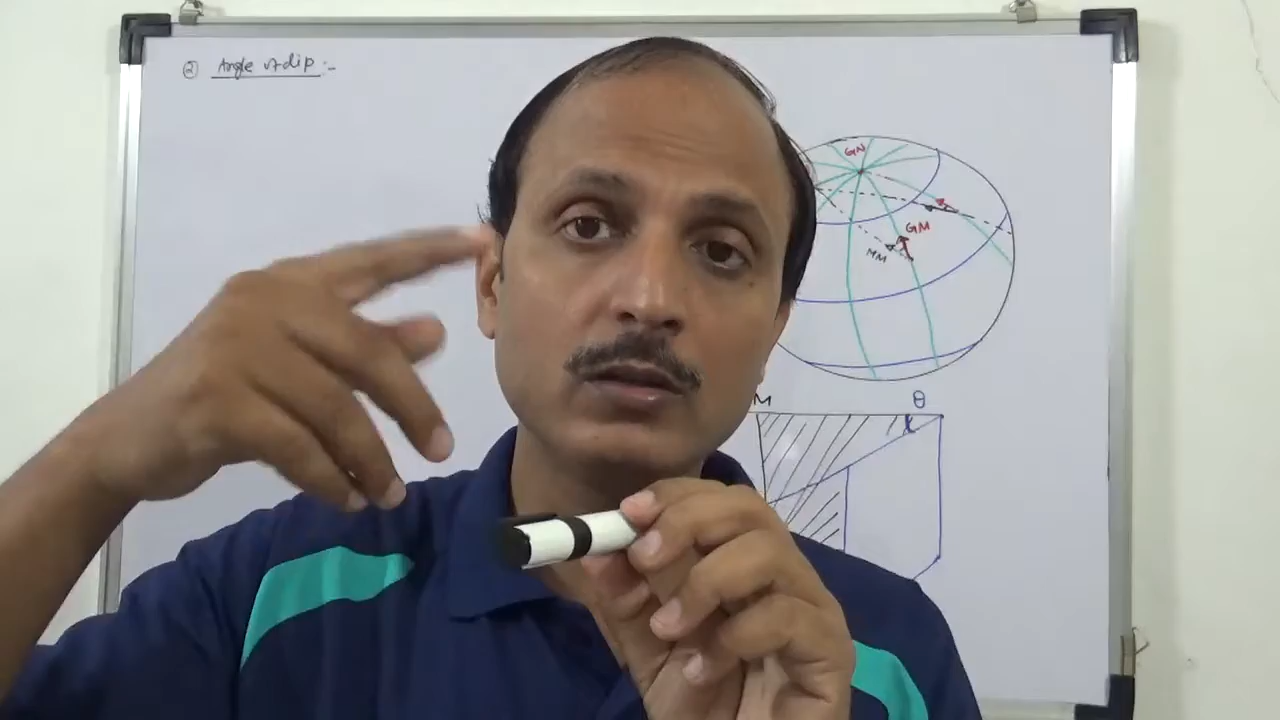 ② Angle of dip :-
GN
GM
MM
M
θ